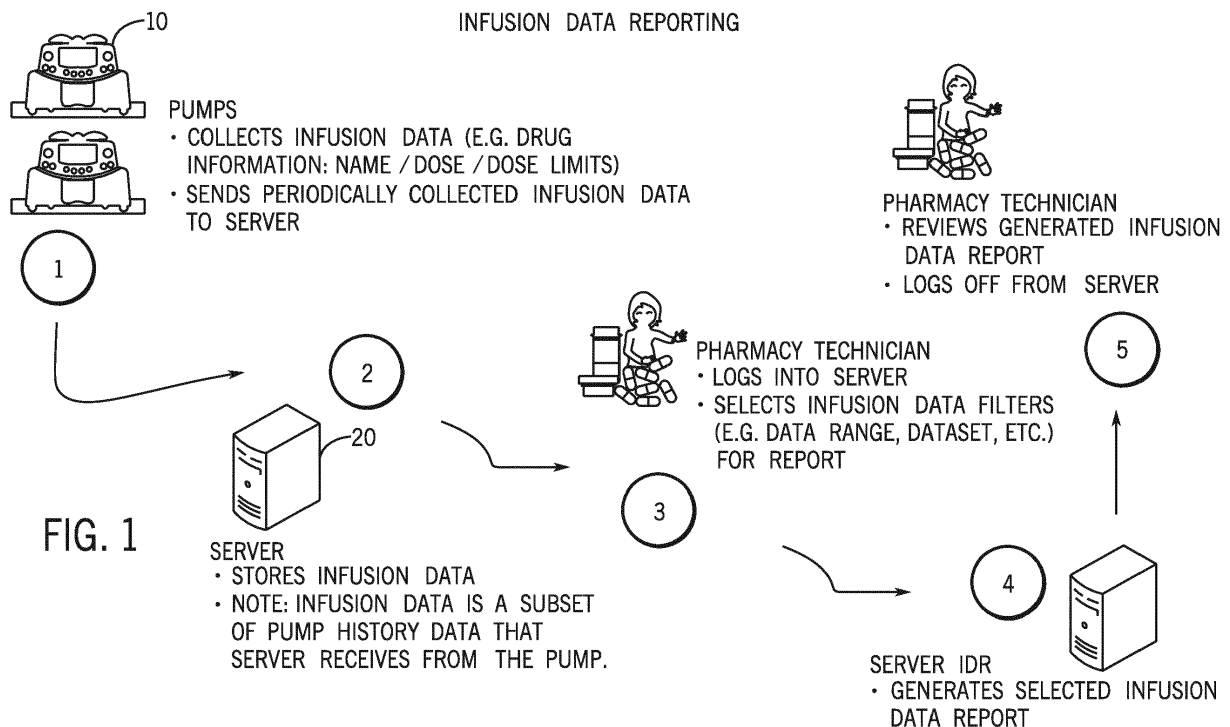 INFUSION DATA REPORTING
10
PUMPS
· COLLECTS INFUSION DATA (E.G. DRUG
INFORMATION: NAME / DOSE / DOSE LIMITS)
· SENDS PERIODICALLY COLLECTED INFUSION DATA
TO SERVER
1
2
20
SERVER
· STORES INFUSION DATA
· NOTE: INFUSION DATA IS A SUBSET
OF PUMP HISTORY DATA THAT
SERVER RECEIVES FROM THE PUMP.
PHARMACY TECHNICIAN
· LOGS INTO SERVER
· SELECTS INFUSION DATA FILTERS
(E.G. DATA RANGE, DATASET, ETC.)
FOR REPORT
3
4
SERVER IDR
· GENERATES SELECTED INFUSION
DATA REPORT
PHARMACY TECHNICIAN
· REVIEWS GENERATED INFUSION
DATA REPORT
· LOGS OFF FROM SERVER
5
FIG. 1